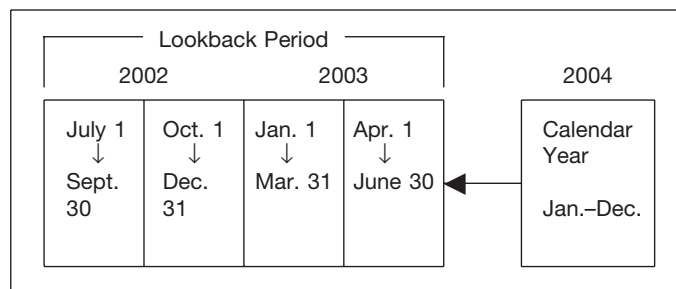 Lookback Period
2002 2003 2004
July 1
↓
Sept.
30
Oct. 1
↓
Dec.
31
Jan. 1
↓
Mar. 31
Apr. 1
↓
June 30
Calendar
Year
Jan.–Dec.